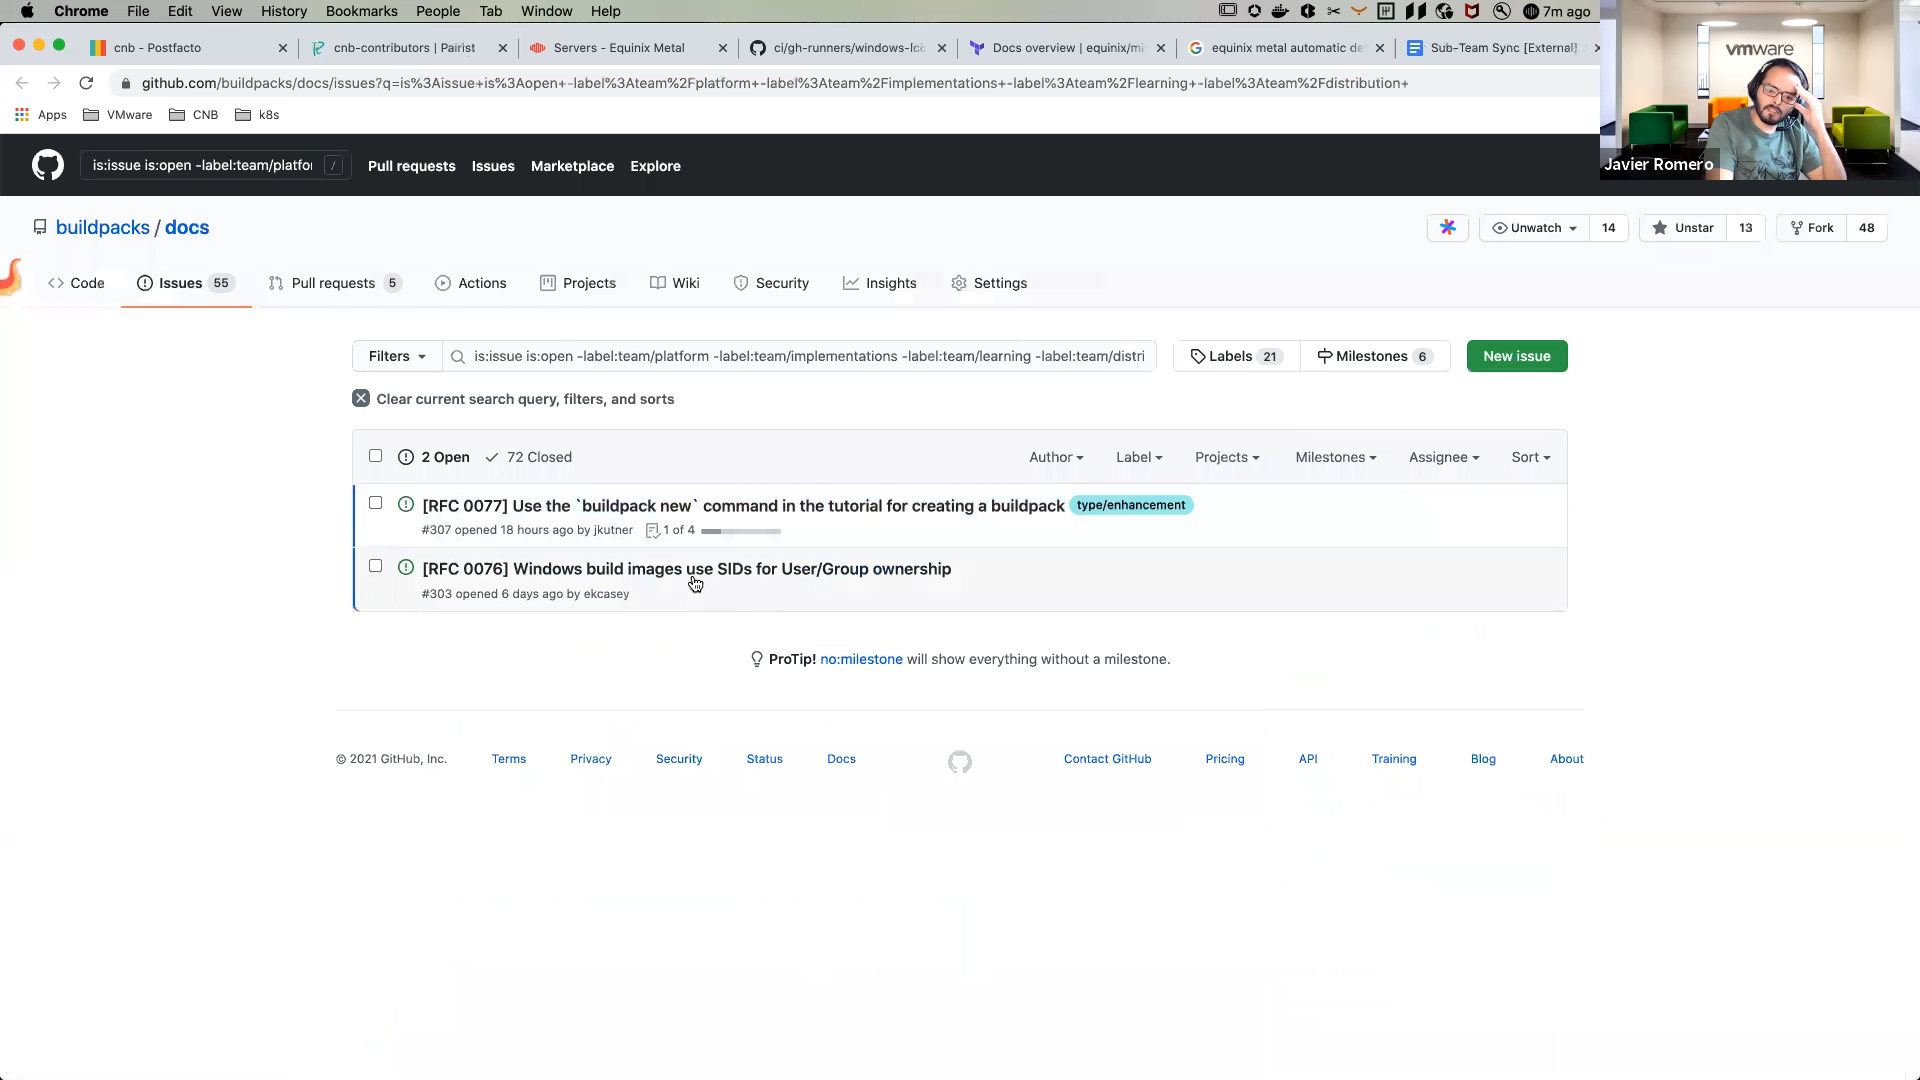 Chrome File Edit View History Bookmarks People Tab Window Help 7m ago
cnb - Postfacto
cnb-contributors | Pairist
Servers - Equinix Metal
ci/gh-runners/windows-lc
Docs overview | equinix/m
equinix metal automatic de
Sub-Team Sync [External]
github.com/buildpacks/docs/issues?q=is%3Aissue+is%3Aopen+-label%3Ateam%2Fplatform+-label%3Ateam%2Fimplementations+-label%3Ateam%2Flearning+-label%3Ateam%2Fdistribution+
Apps VMware CNB k8s
vmware
Javier Romero
is:issue is:open -label:team/platfor /
Pull requests Issues Marketplace Explore
buildpacks / docs
Unwatch 14 Unstar 13 Fork 48
Code Issues 55 Pull requests 5 Actions Projects Wiki Security Insights Settings
Filters is:issue is:open -label:team/platform -label:team/implementations -label:team/learning -label:team/distri
Labels 21 Milestones 6 New issue
Clear current search query, filters, and sorts
2 Open 72 Closed Author Label Projects Milestones Assignee Sort
[RFC 0077] Use the `buildpack new` command in the tutorial for creating a buildpack type/enhancement
#307 opened 18 hours ago by jkutner 1 of 4
[RFC 0076] Windows build images use SIDs for User/Group ownership
#303 opened 6 days ago by ekcasey
ProTip! no:milestone will show everything without a milestone.
© 2021 GitHub, Inc. Terms Privacy Security Status Docs Contact GitHub Pricing API Training Blog About